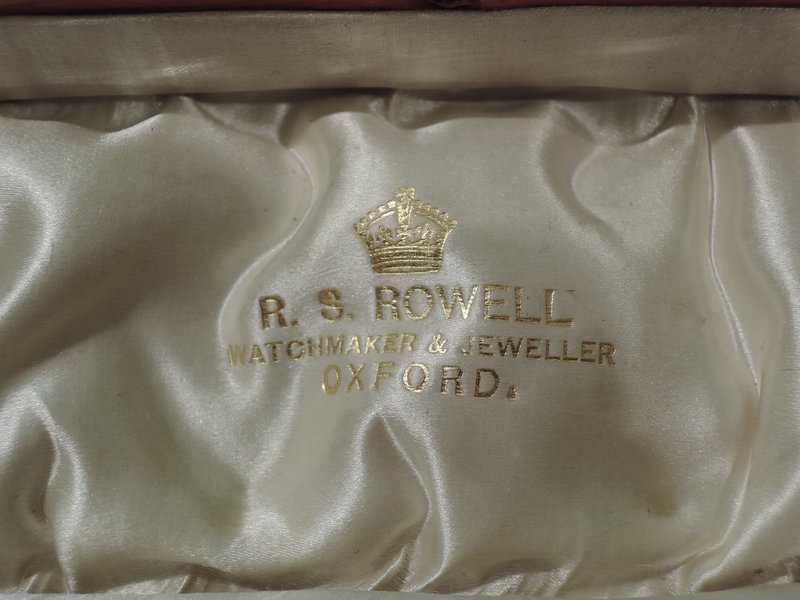 R. S. ROWELL
WATCHMAKER & JEWELLER
OXFORD.